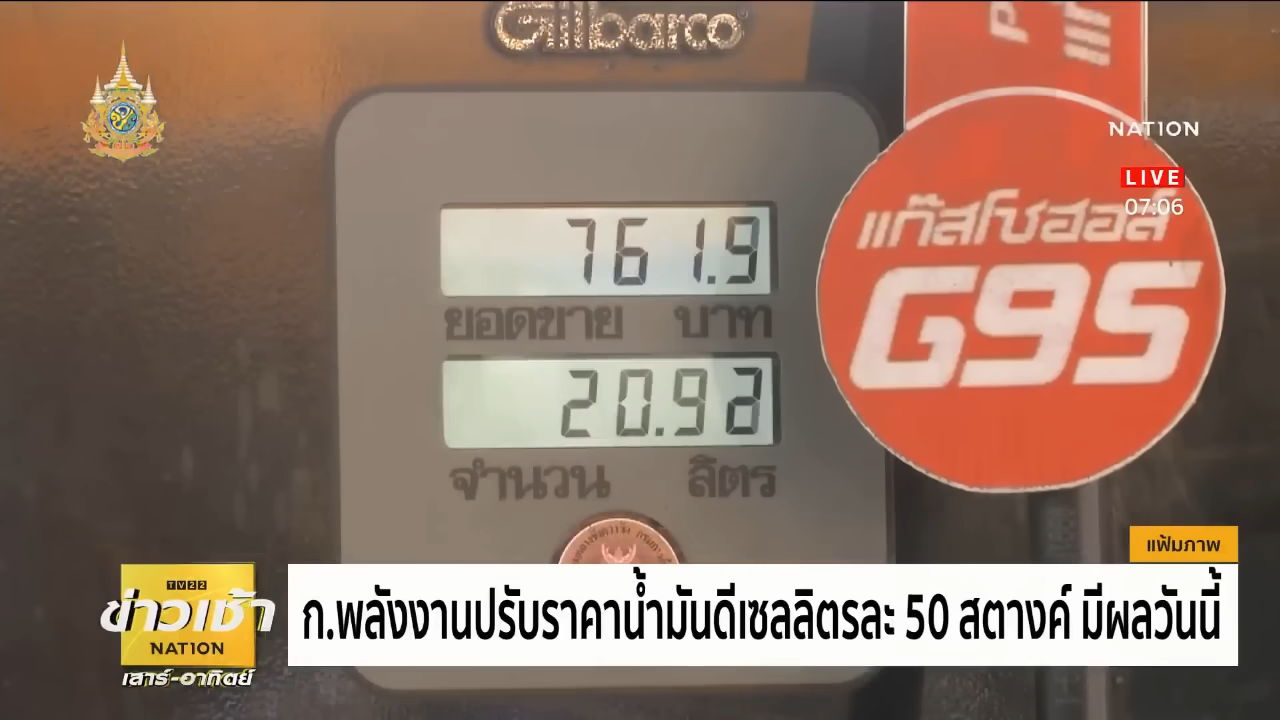 Gilbarco
NATION
LIVE
07:06
แก๊สโซฮอล์
G95
761.9
ยอดขาย บาท
จำนวน ลิตร
แฟ้มภาพ
TV22
ข่าวเช้า
NATION
เสาร์-อาทิตย์
ก.พลังงานปรับราคาน้ำมันดีเซลลิตรละ 50 สตางค์ มีผลวันนี้